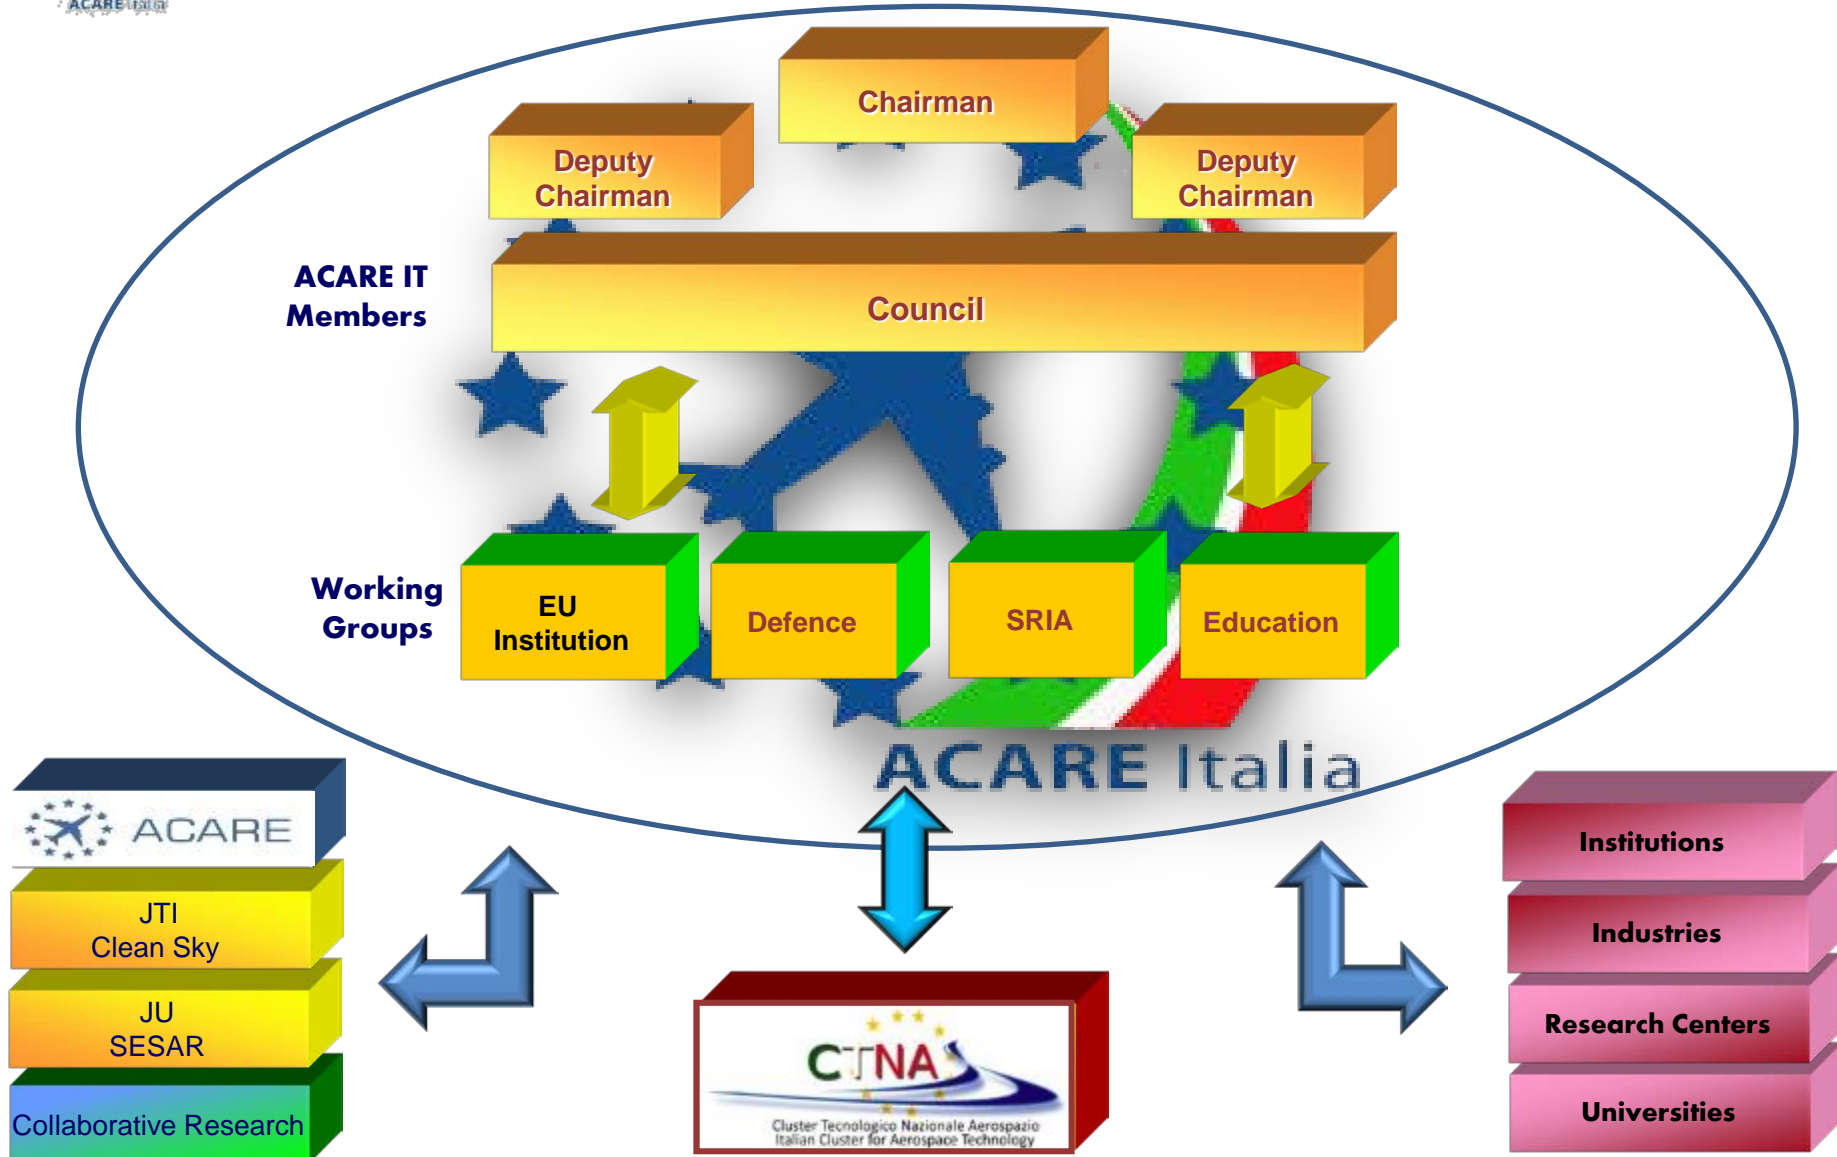 ACARE Italia
Chairman
Deputy
Chairman
Deputy
Chairman
ACARE IT
Members
Council
Working
Groups
EU
Institution
Defence
SRIA
Education
ACARE Italia
ACARE
JTI
Clean Sky
JU
SESAR
Collaborative Research
CTNA
Cluster Tecnologico Nazionale Aerospazio
Italian Cluster for Aerospace Technology
Institutions
Industries
Research Centers
Universities